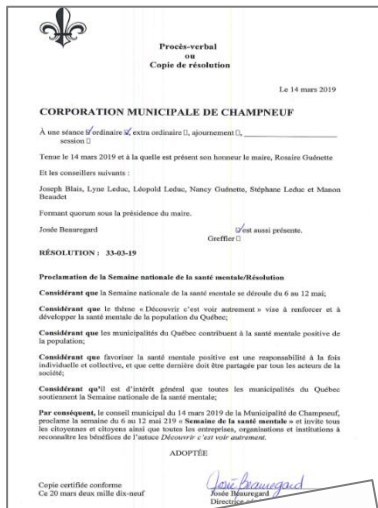 Procès-verbal
ou
Copie de résolution
Le 14 mars 2019
CORPORATION MUNICIPALE DE CHAMPNEUF
À une séance ordinaire, extra ordinaire, ajournement,
session
Tenue le 14 mars 2019 et à la quelle est présent son honneur le maire, Rosaire Guénette
Et les conseillers suivants :
Joseph Blais, Lyne Leduc, Léopold Leduc, Nancy Guénette, Stéphane Leduc et Manon
Beaudet
Formant quorum sous la présidence du maire.
Josée Beauregard est aussi présente.
Greffier
RÉSOLUTION : 33-03-19
Proclamation de la Semaine nationale de la santé mentale/Résolution
Considérant que la Semaine nationale de la santé mentale se déroule du 6 au 12 mai;
Considérant que le thème « Découvrir c'est voir autrement » vise à renforcer et à
développer la santé mentale de la population du Québec;
Considérant que les municipalités du Québec contribuent à la santé mentale positive de
la population;
Considérant que favoriser la santé mentale positive est une responsabilité à la fois
individuelle et collective, et que cette dernière doit être partagée par tous les acteurs de la
société;
Considérant qu'il est d'intérêt général que toutes les municipalités du Québec
soutiennent la Semaine nationale de la santé mentale;
Par conséquent, le conseil municipal du 14 mars 2019 de la Municipalité de Champneuf,
proclame la semaine du 6 au 12 mai 219 « Semaine de la santé mentale » et invite tous
les citoyennes et citoyens ainsi que toutes les entreprises, organisations et institutions à
reconnaître les bénéfices de l'astuce Découvrir c'est voir autrement.
ADOPTÉE
Copie certifiée conforme
Ce 20 mars deux mille dix-neuf
Josée Beauregard
Josée Beauregard
Directrice